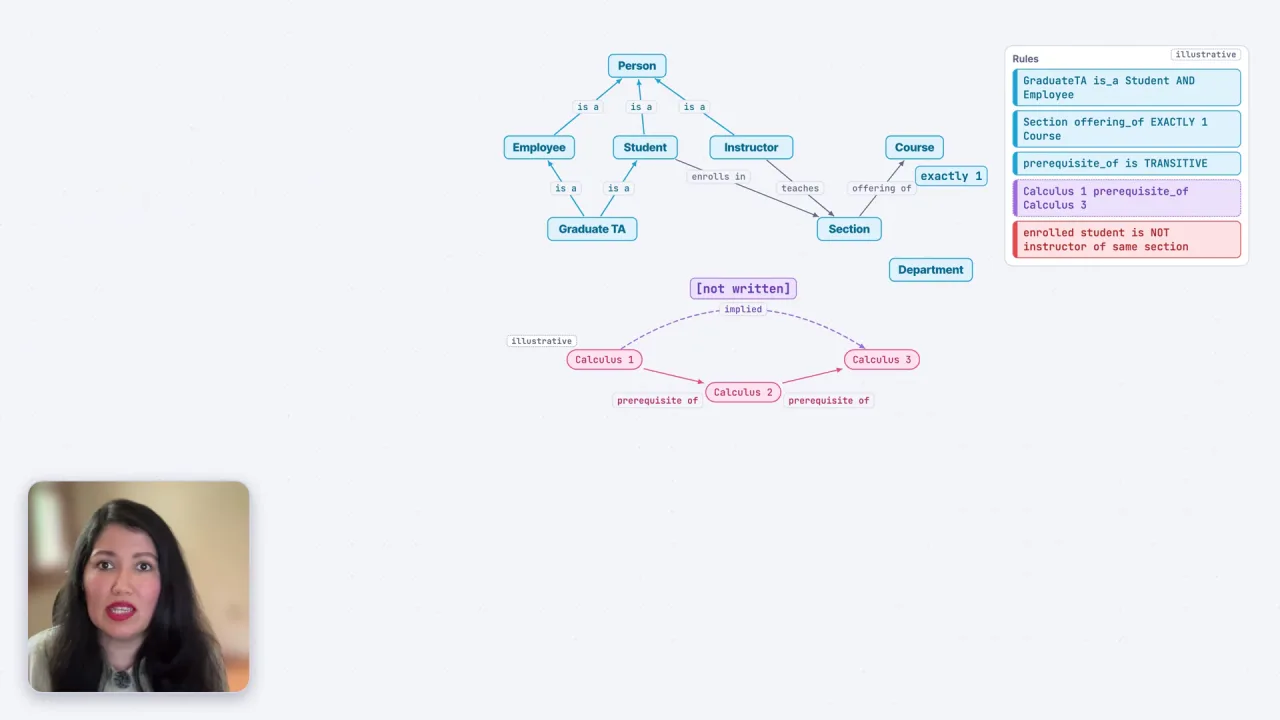 Person
is a
is a
is a
Employee
Student
Instructor
Course
exactly 1
is a
is a
enrolls in
teaches
offering of
Graduate TA
Section
Department
[not written]
implied
illustrative
Calculus 1
Calculus 3
Calculus 2
prerequisite of
prerequisite of
illustrative
Rules
GraduateTA is_a Student AND
Employee
Section offering_of EXACTLY 1
Course
prerequisite_of is TRANSITIVE
Calculus 1 prerequisite_of
Calculus 3
enrolled student is NOT
instructor of same section